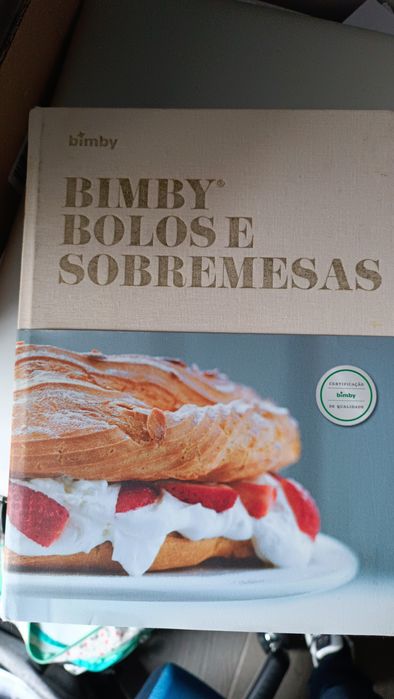 bimby
BIMBY®
BOLOS E
SOBREMESAS
CERTIFICAÇÃO
bimby
DE QUALIDADE